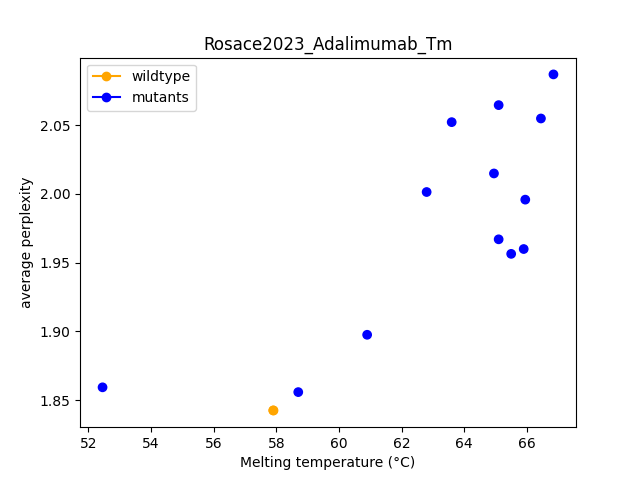 Rosace2023_Adalimumab_Tm
wildtype
mutants
average perplexity
2.05
2.00
1.95
1.90
1.85
52 54 56 58 60 62 64 66
Melting temperature (°C)